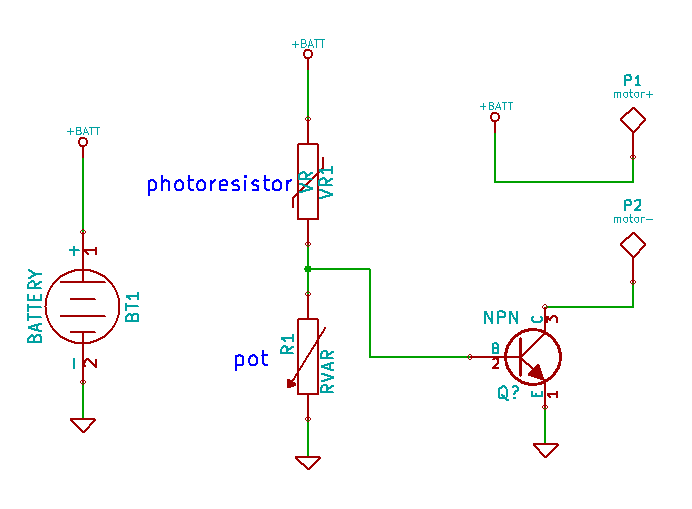 +BATT
P1
motor+
+BATT
+BATT
photoresistor
VR
VR1
P2
motor-
+
1
BATTERY
BT1
-
2
NPN
C
3
R1
B
2
pot
RVAR
Q?
E
1